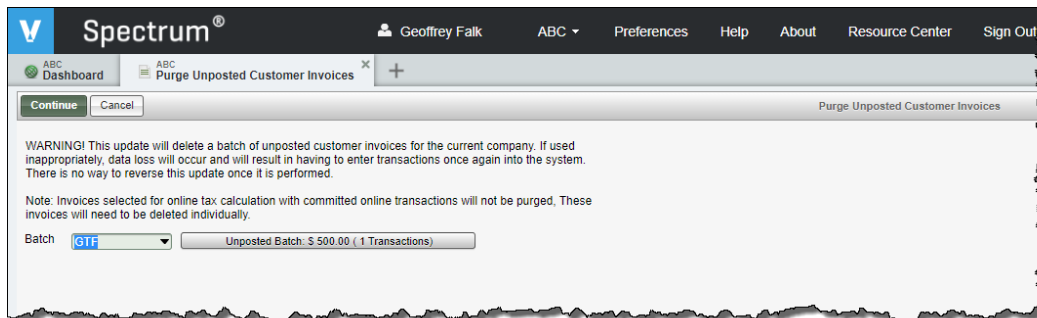 V Spectrum® Geoffrey Falk ABC Preferences Help About Resource Center Sign Out
ABC
Dashboard
ABC
Purge Unposted Customer Invoices
Continue Cancel Purge Unposted Customer Invoices
WARNING! This update will delete a batch of unposted customer invoices for the current company. If used
inappropriately, data loss will occur and will result in having to enter transactions once again into the system.
There is no way to reverse this update once it is performed.
Note: Invoices selected for online tax calculation with committed online transactions will not be purged, These
invoices will need to be deleted individually.
Batch GTF Unposted Batch: $ 500.00 ( 1 Transactions)